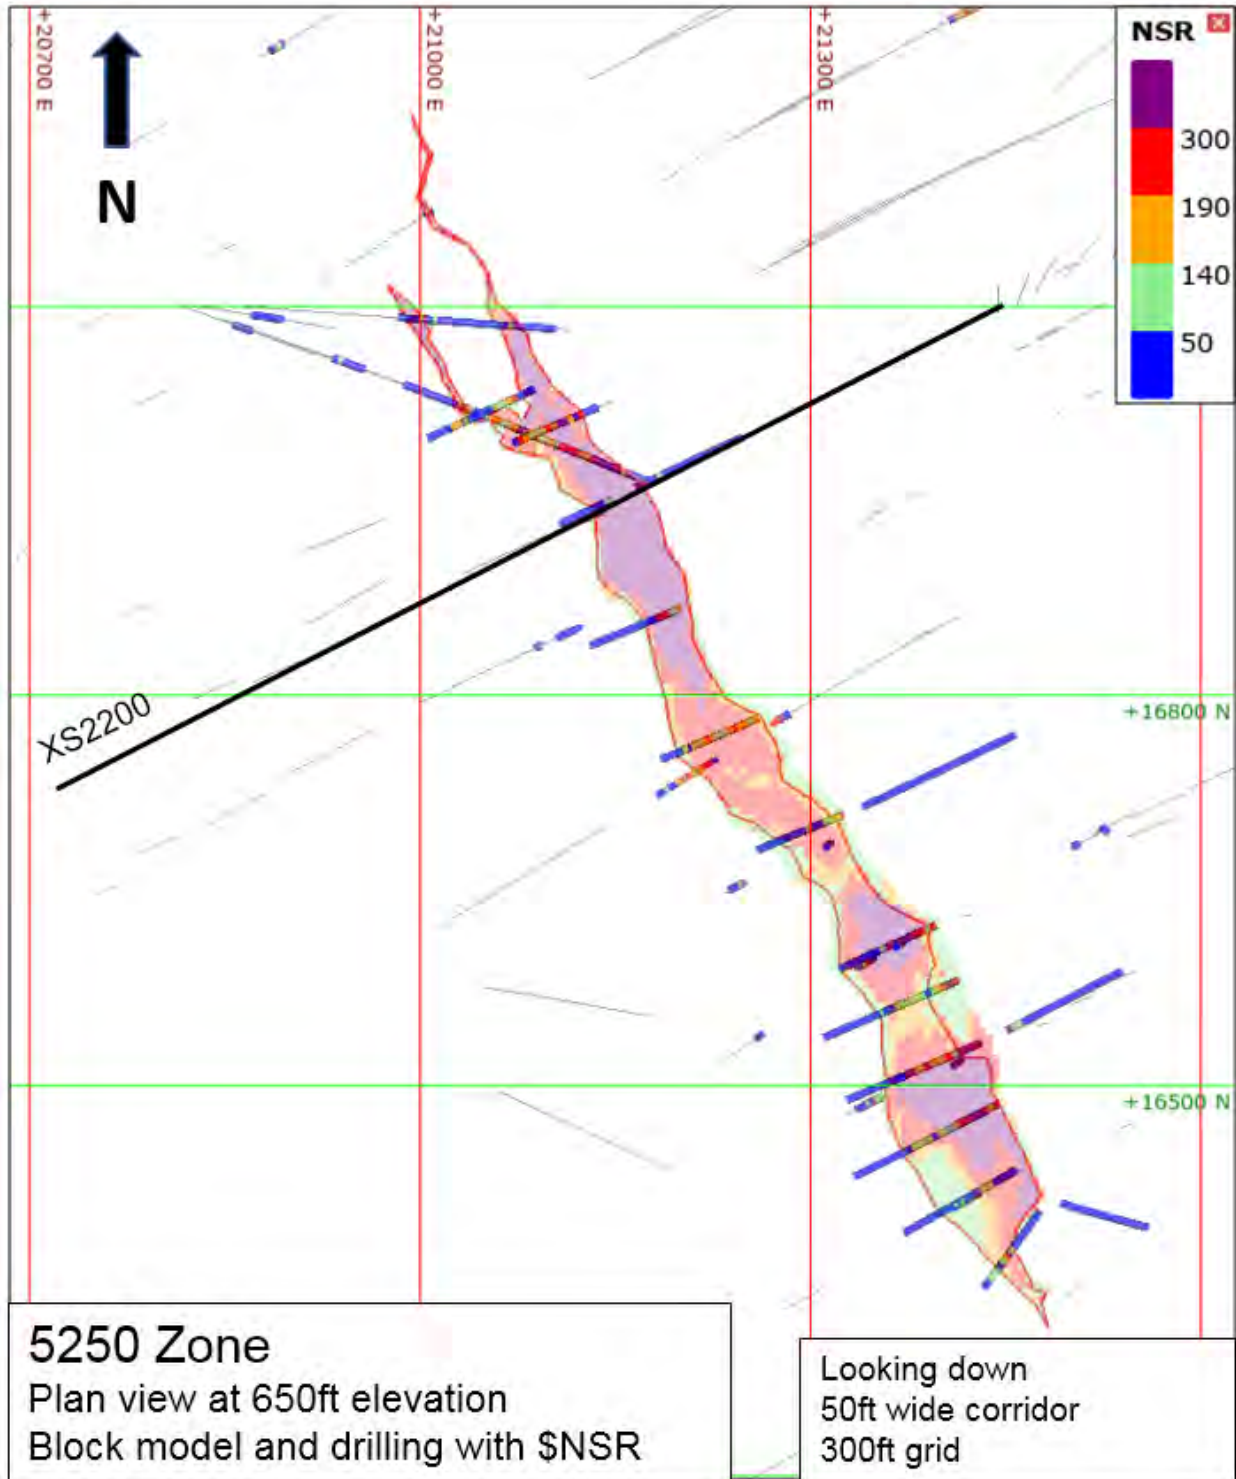 +20700 E
+21000 E
+21300 E
NSR
300
190
140
50
N
XS2200
+16800 N
+16500 N
5250 Zone
Plan view at 650ft elevation
Block model and drilling with $NSR
Looking down
50ft wide corridor
300ft grid